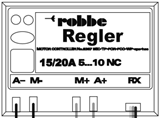 robbe
Regler
15/20A 5...10 NC
A- M- M+ A+ RX